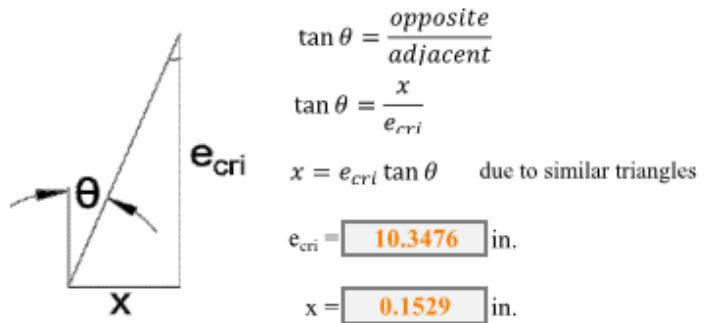 tan θ = opposite / adjacent
tan θ = x / e_cri
x = e_cri tan θ due to similar triangles
e_cri
θ
x
e_cri = 10.3476 in.
x = 0.1529 in.